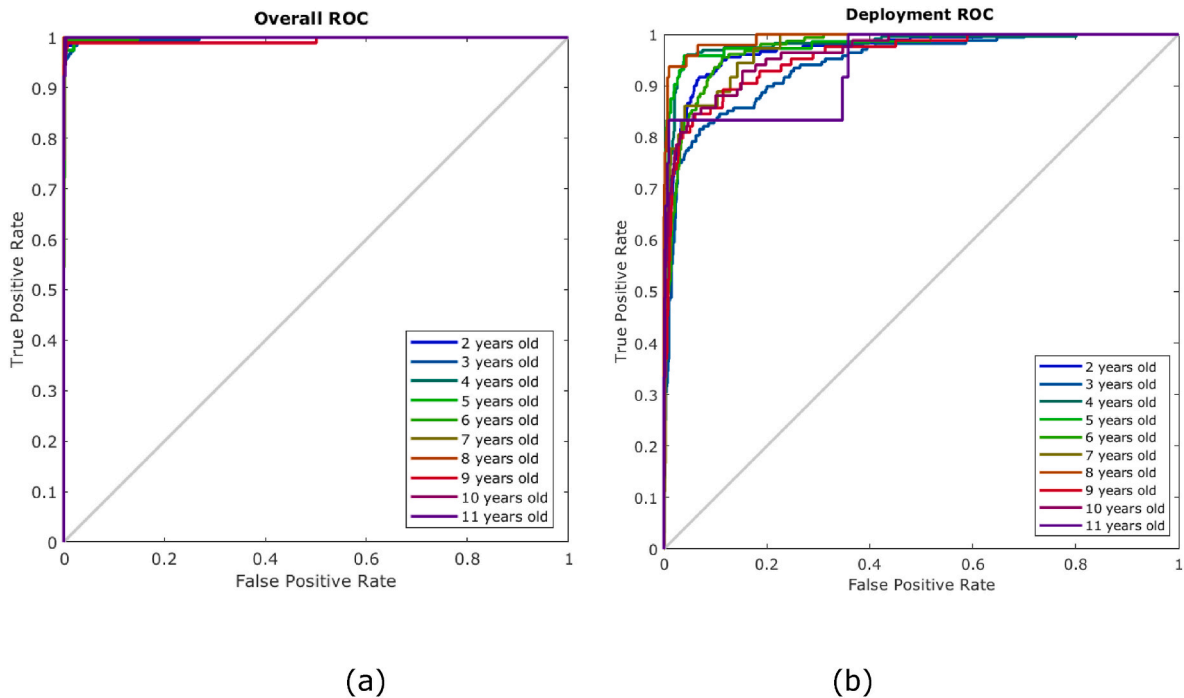 Overall ROC
1
0.9
0.8
0.7
0.6
0.5
0.4
0.3
0.2
0.1
0
True Positive Rate
2 years old
3 years old
4 years old
5 years old
6 years old
7 years old
8 years old
9 years old
10 years old
11 years old
0 0.2 0.4 0.6 0.8 1
False Positive Rate
(a)
Deployment ROC
1
0.9
0.8
0.7
0.6
0.5
0.4
0.3
0.2
0.1
0
True Positive Rate
2 years old
3 years old
4 years old
5 years old
6 years old
7 years old
8 years old
9 years old
10 years old
11 years old
0 0.2 0.4 0.6 0.8 1
False Positive Rate
(b)